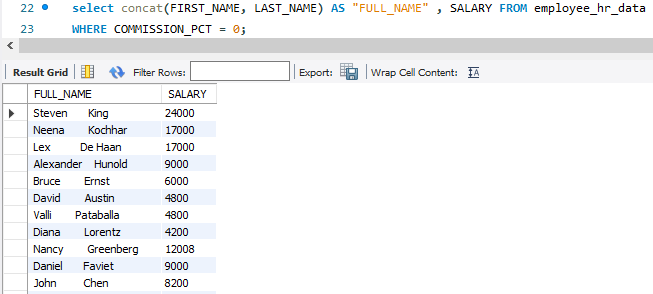 22 select concat(FIRST_NAME, LAST_NAME) AS "FULL_NAME" , SALARY FROM employee_hr_data
23 WHERE COMMISSION_PCT = 0;
Result Grid Filter Rows: Export: Wrap Cell Content: IA
FULL_NAME SALARY
Steven King 24000
Neena Kochhar 17000
Lex De Haan 17000
Alexander Hunold 9000
Bruce Ernst 6000
David Austin 4800
Valli Pataballa 4800
Diana Lorentz 4200
Nancy Greenberg 12008
Daniel Faviet 9000
John Chen 8200